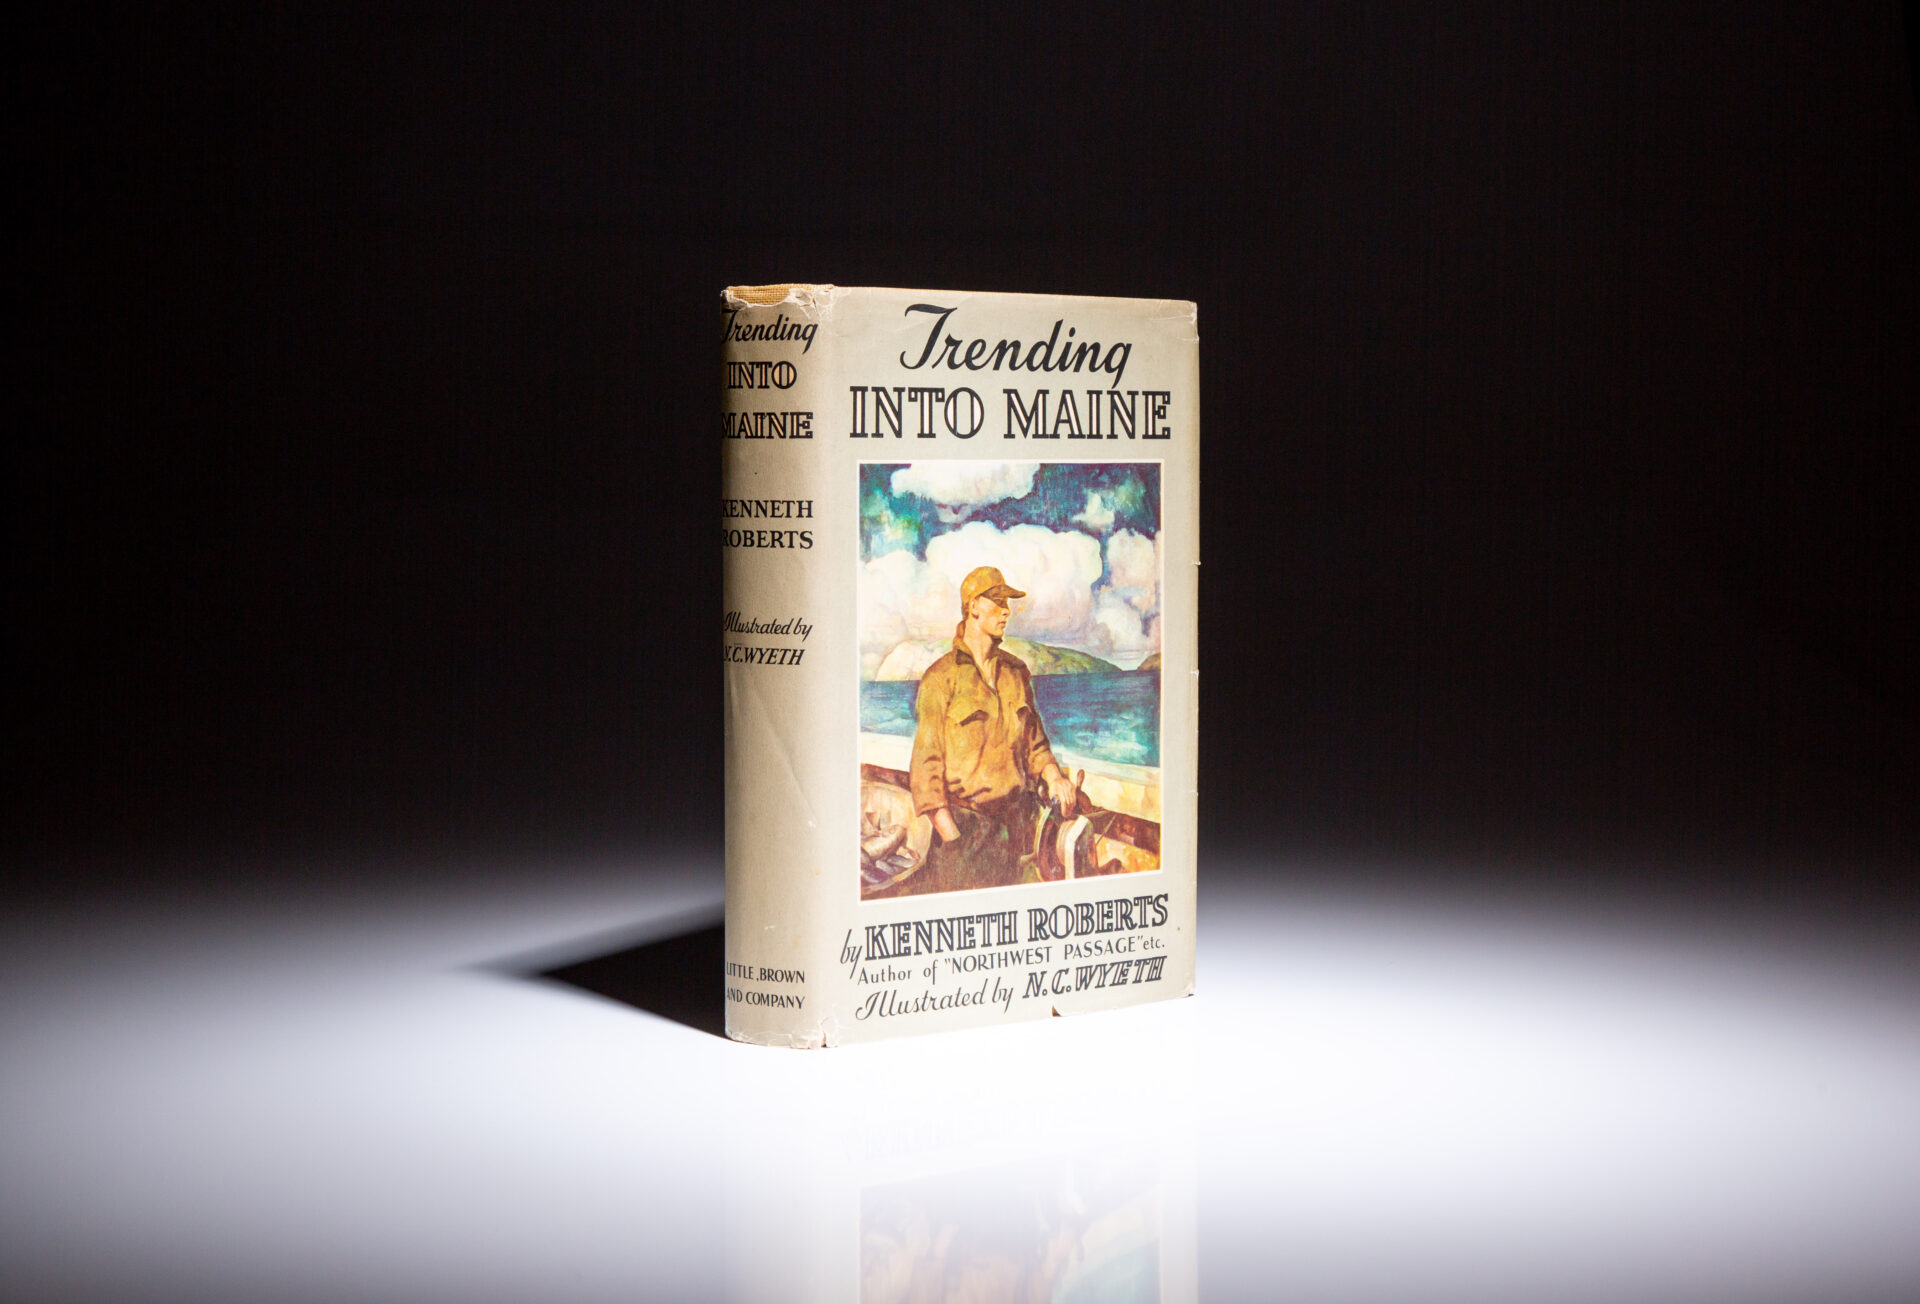 Trending
INTO
MAINE
KENNETH
ROBERTS
Illustrated by
N.C. WYETH
LITTLE, BROWN
AND COMPANY
Trending
INTO MAINE
by KENNETH ROBERTS
Author of "NORTHWEST PASSAGE" etc.
Illustrated by N.C. WYETH